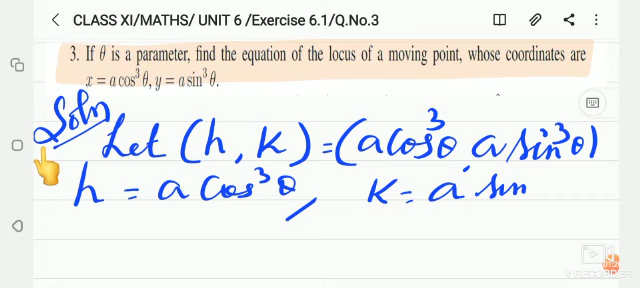 CLASS XI/MATHS/ UNIT 6 /Exercise 6.1/Q.No.3
3. If θ is a parameter, find the equation of the locus of a moving point, whose coordinates are
x = a cos³ θ, y = a sin³ θ.
Soln
Let (h, k) = (a cos³θ, a sin³θ)
h = a cos³θ, k = a sin
RECORDER